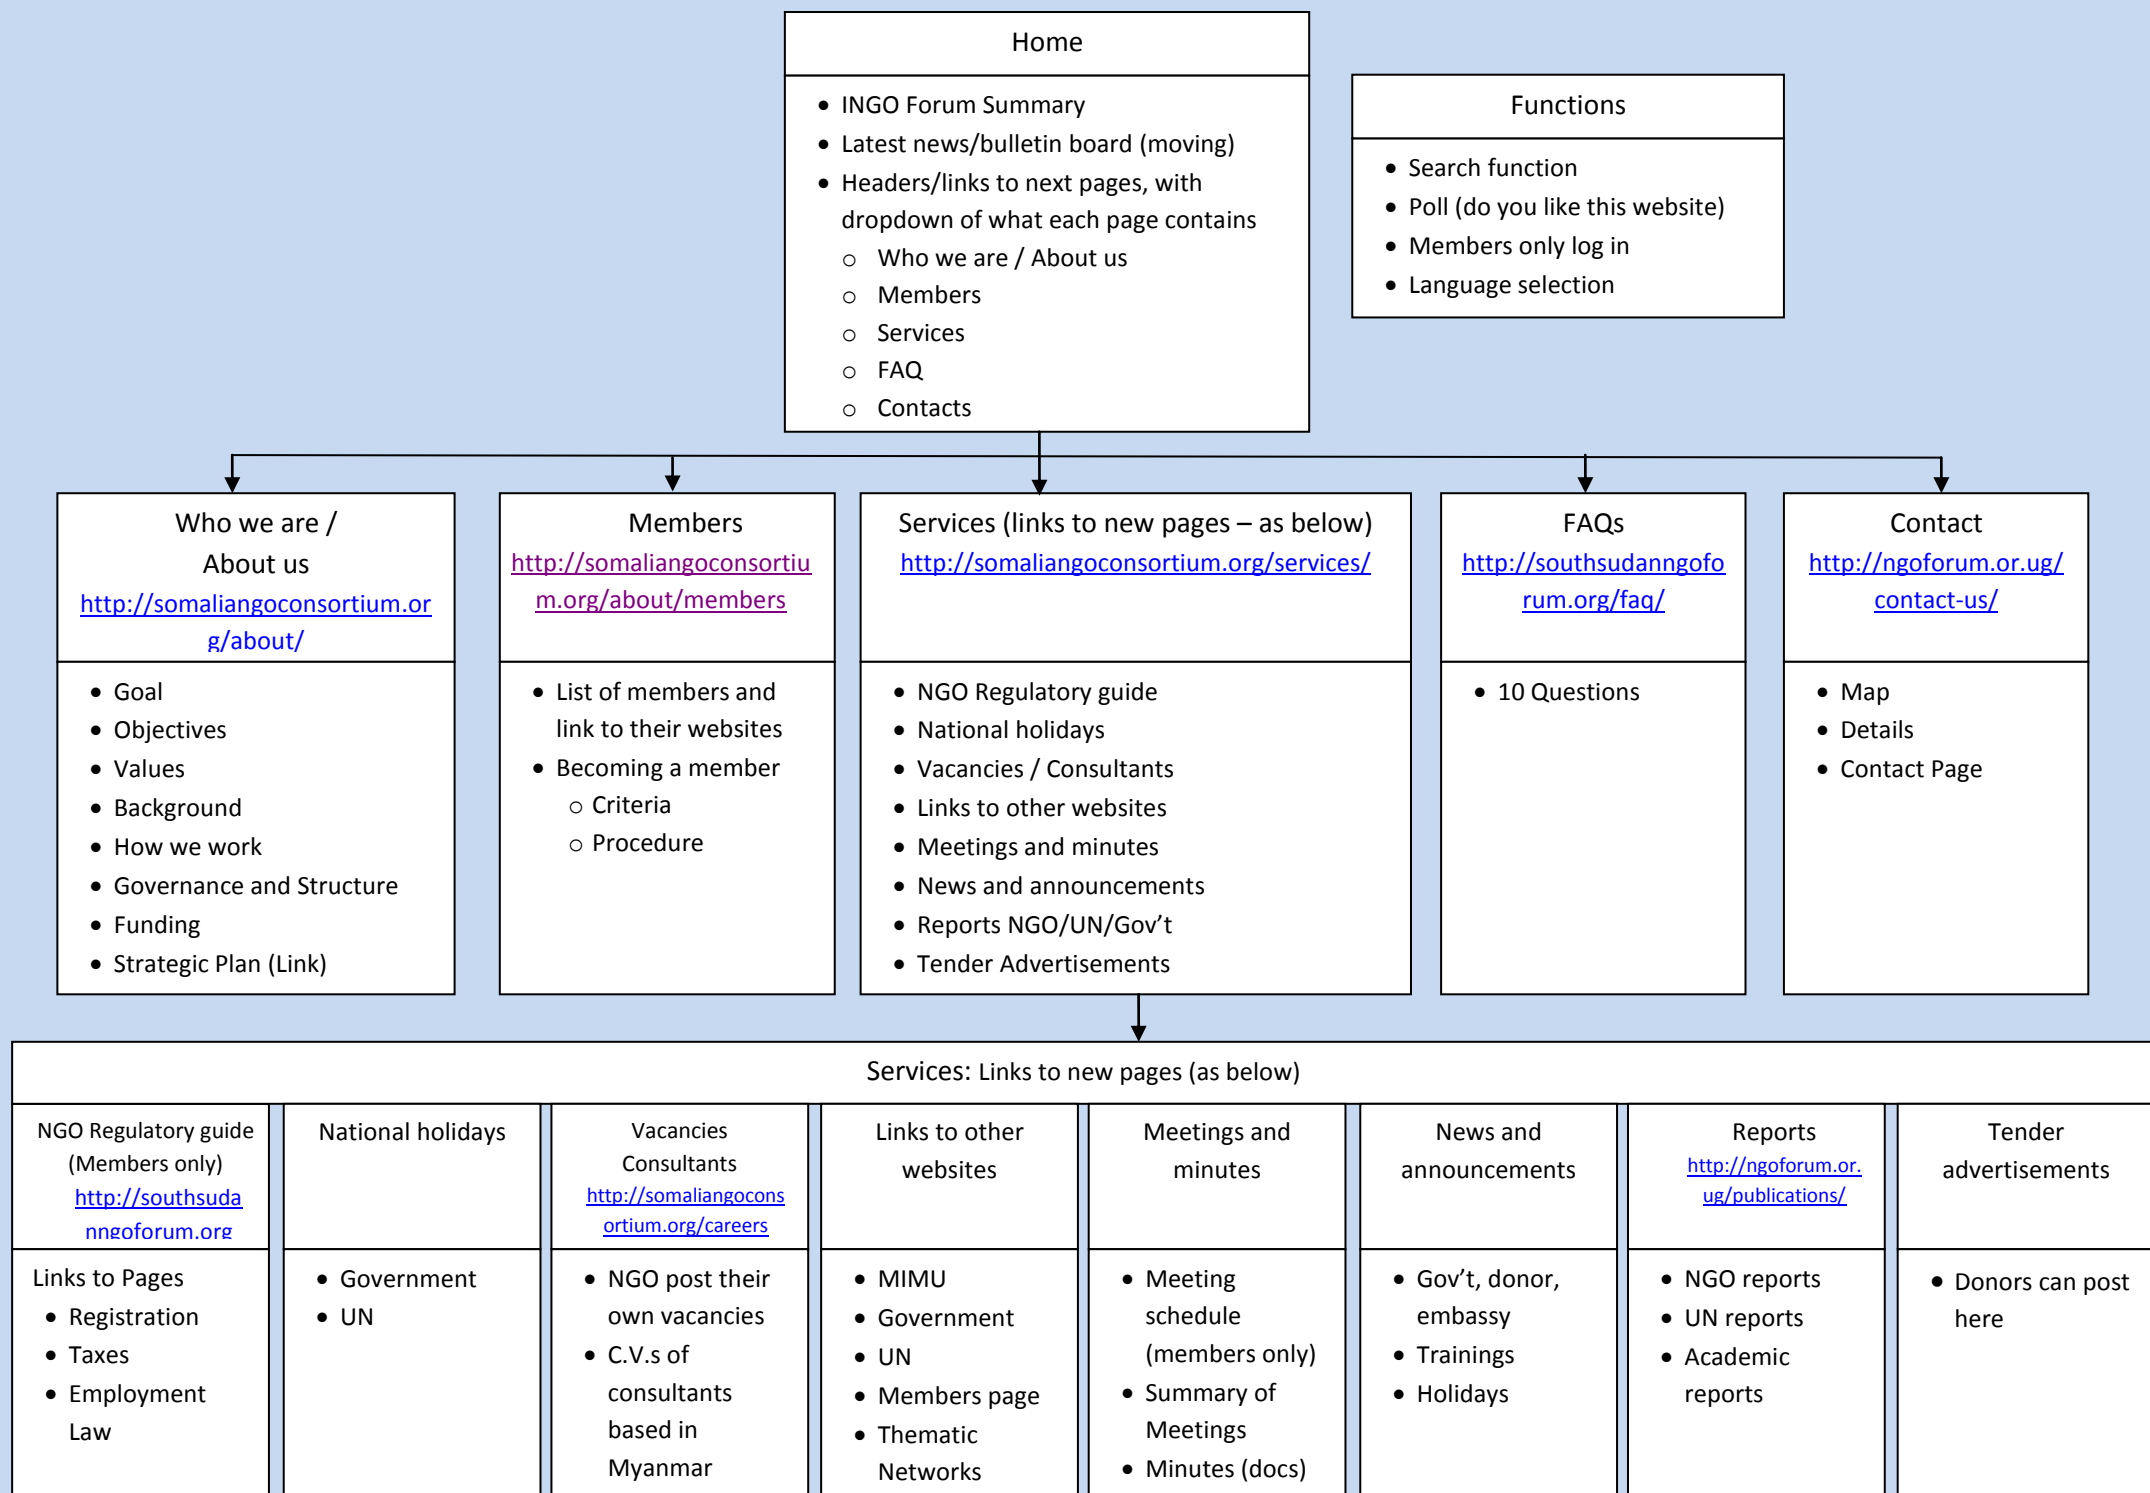 Home
• INGO Forum Summary
• Latest news/bulletin board (moving)
• Headers/links to next pages, with
dropdown of what each page contains
o Who we are / About us
o Members
o Services
o FAQ
o Contacts
Functions
• Search function
• Poll (do you like this website)
• Members only log in
• Language selection
Who we are /
About us
http://somaliangoconsortium.or
g/about/
• Goal
• Objectives
• Values
• Background
• How we work
• Governance and Structure
• Funding
• Strategic Plan (Link)
Members
http://somaliangoconsortiu
m.org/about/members
• List of members and
link to their websites
• Becoming a member
o Criteria
o Procedure
Services (links to new pages – as below)
http://somaliangoconsortium.org/services/
• NGO Regulatory guide
• National holidays
• Vacancies / Consultants
• Links to other websites
• Meetings and minutes
• News and announcements
• Reports NGO/UN/Gov’t
• Tender Advertisements
FAQs
http://southsudanngofo
rum.org/faq/
• 10 Questions
Contact
http://ngoforum.or.ug/
contact-us/
• Map
• Details
• Contact Page
Services: Links to new pages (as below)
NGO Regulatory guide
(Members only)
http://southsuda
nngoforum.org
Links to Pages
• Registration
• Taxes
• Employment
Law
National holidays
• Government
• UN
Vacancies
Consultants
http://somaliangocons
ortium.org/careers
• NGO post their
own vacancies
• C.V.s of
consultants
based in
Myanmar
Links to other
websites
• MIMU
• Government
• UN
• Members page
• Thematic
Networks
Meetings and
minutes
• Meeting
schedule
(members only)
• Summary of
Meetings
• Minutes (docs)
News and
announcements
• Gov’t, donor,
embassy
• Trainings
• Holidays
Reports
http://ngoforum.or.
ug/publications/
• NGO reports
• UN reports
• Academic
reports
Tender
advertisements
• Donors can post
here